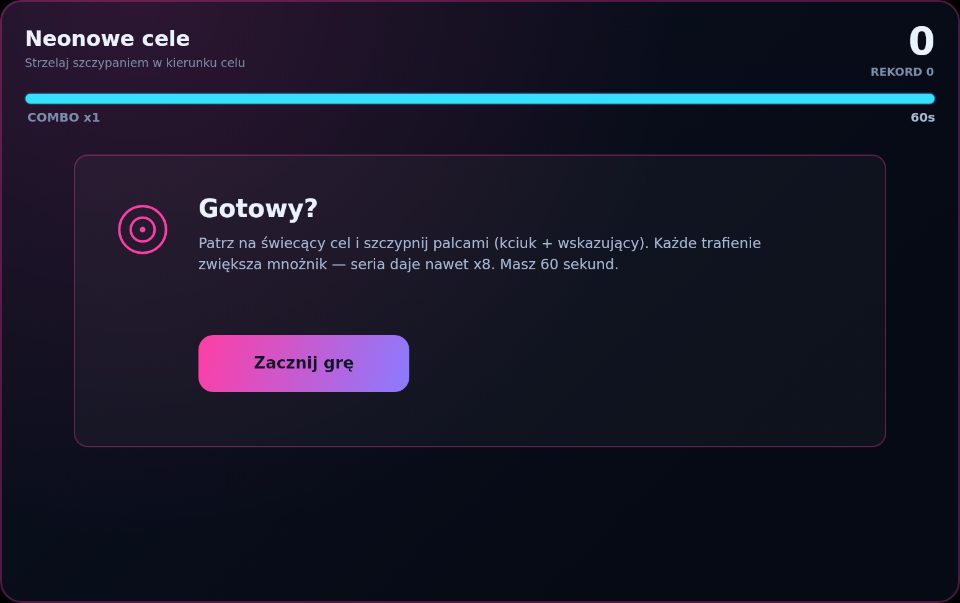 Neonowe cele
0
Strzelaj szczypaniem w kierunku celu
REKORD 0
COMBO x1
60s
Gotowy?
Patrz na świecący cel i szczypnij palcami (kciuk + wskazujący). Każde trafienie
zwiększa mnożnik — seria daje nawet x8. Masz 60 sekund.
Zacznij grę